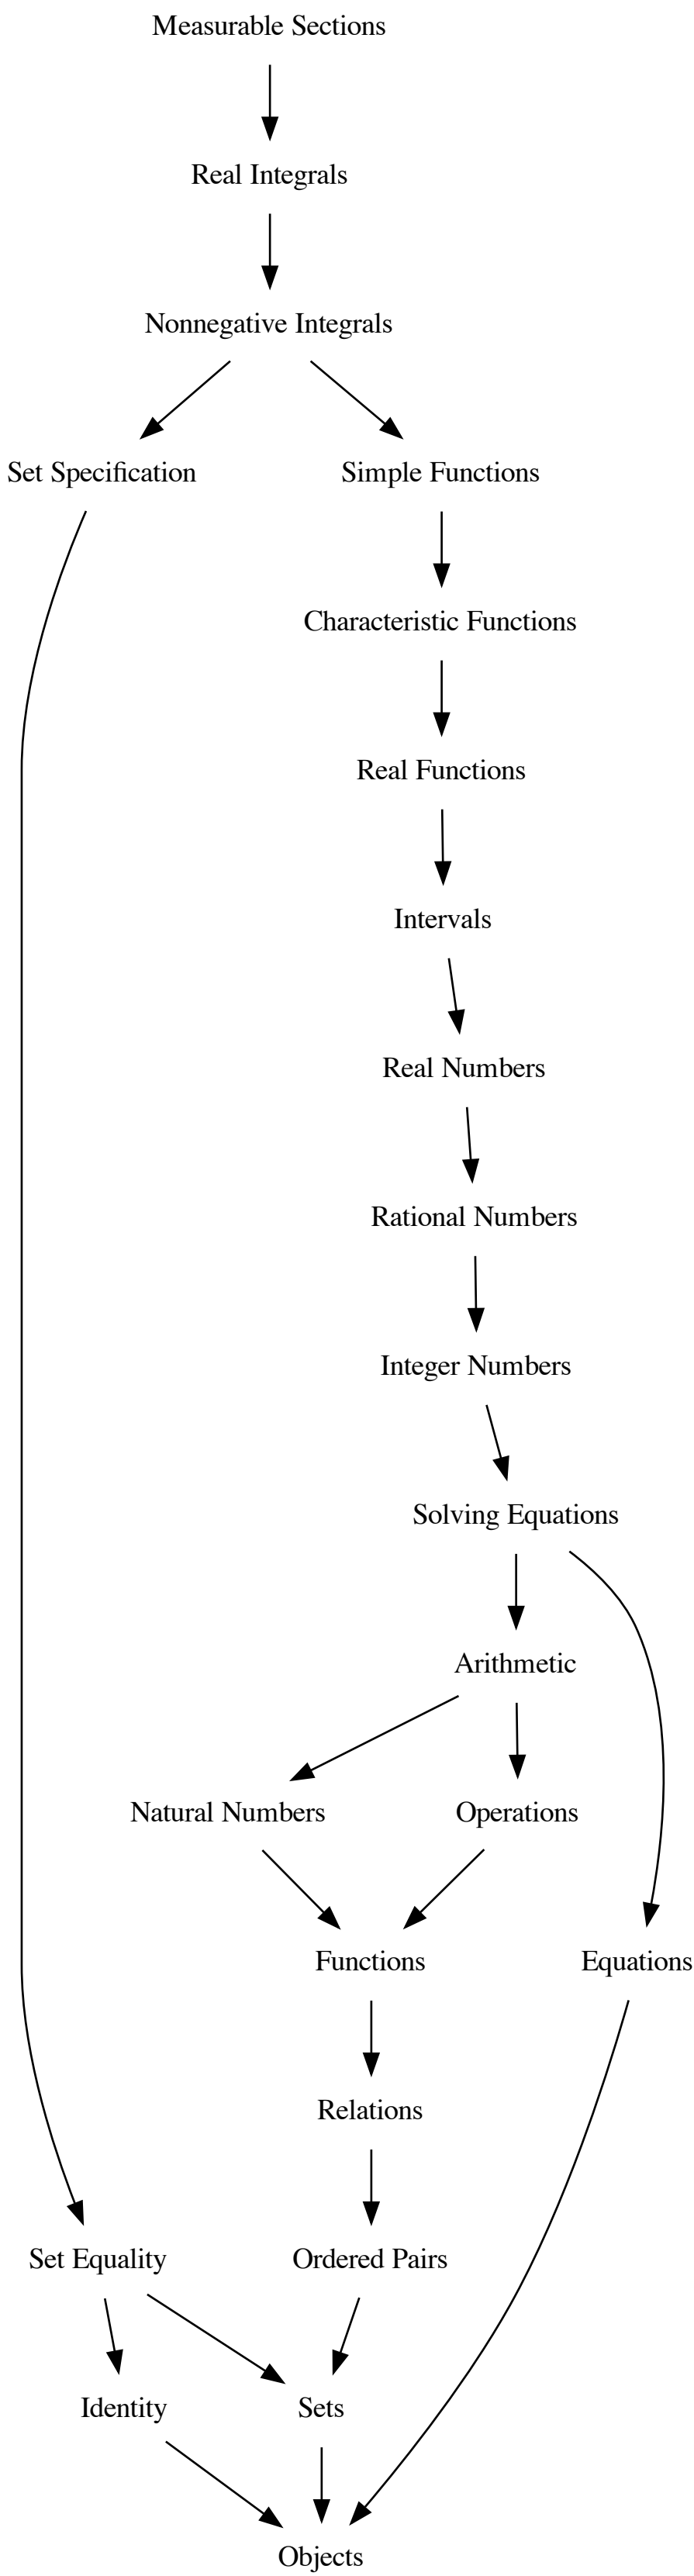 Measurable Sections
Real Integrals
Nonnegative Integrals
Set Specification
Simple Functions
Characteristic Functions
Real Functions
Intervals
Real Numbers
Rational Numbers
Integer Numbers
Solving Equations
Arithmetic
Natural Numbers
Operations
Functions
Equations
Relations
Set Equality
Ordered Pairs
Identity
Sets
Objects